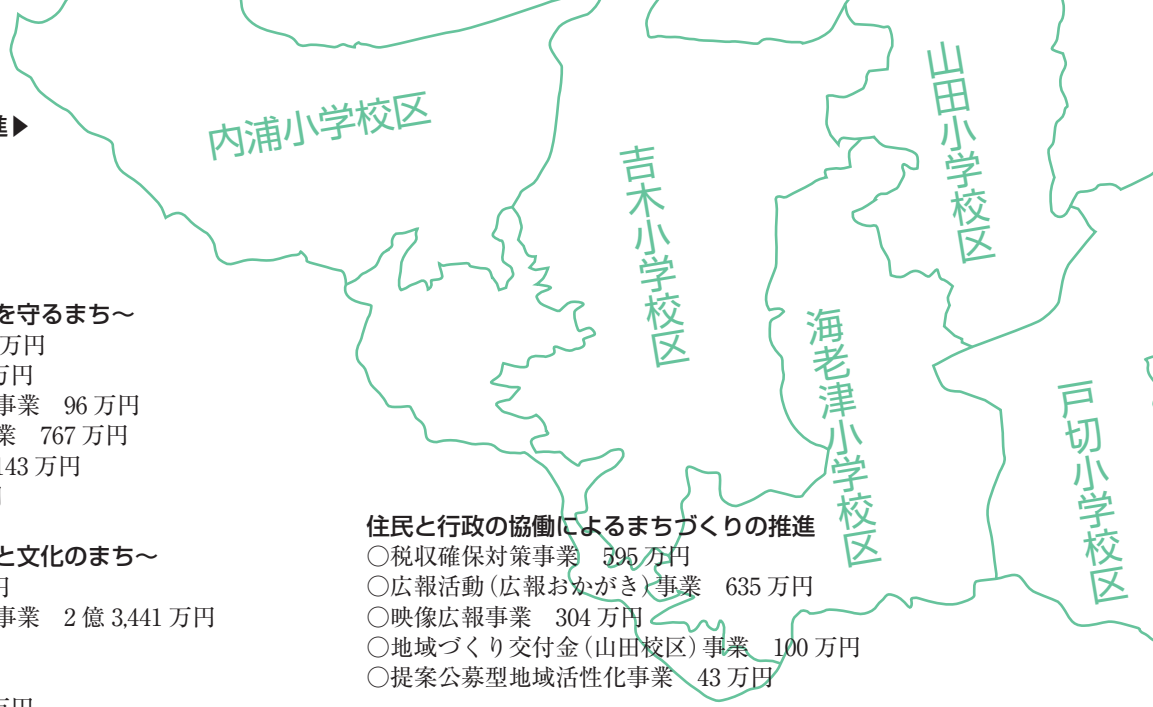 進▶
内浦小学校区
吉木小学校区
山田小学校区
海老津小学校区
戸切小学校区
を守るまち～
万円
万円
事業　96 万円
業　767 万円
143 万円
と文化のまち～
円
事業　2 億 3,441 万円
万円
住民と行政の協働によるまちづくりの推進
○税収確保対策事業　595 万円
○広報活動（広報おかがき）事業　635 万円
○映像広報事業　304 万円
○地域づくり交付金（山田校区）事業　100 万円
○提案公募型地域活性化事業　43 万円